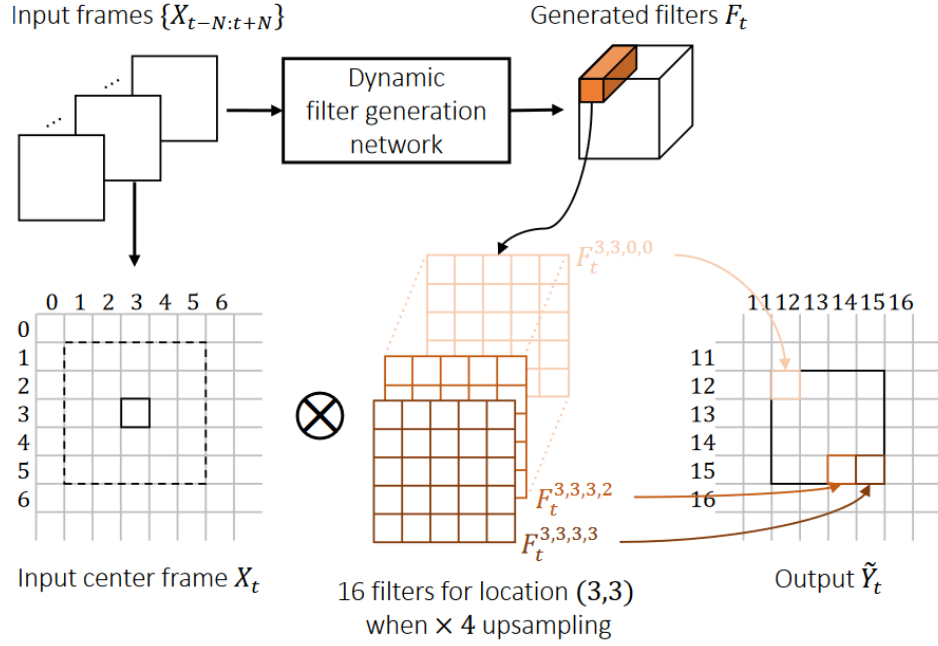 Input frames {X_{t−N:t+N}}
Generated filters F_t
Dynamic
filter generation
network
F_t^{3,3,0,0}
0 1 2 3 4 5 6
0
1
2
3
4
5
6
11 12 13 14 15 16
11
12
13
14
15
16
F_t^{3,3,3,2}
F_t^{3,3,3,3}
Input center frame X_t
16 filters for location (3,3)
when × 4 upsampling
Output Ỹ_t